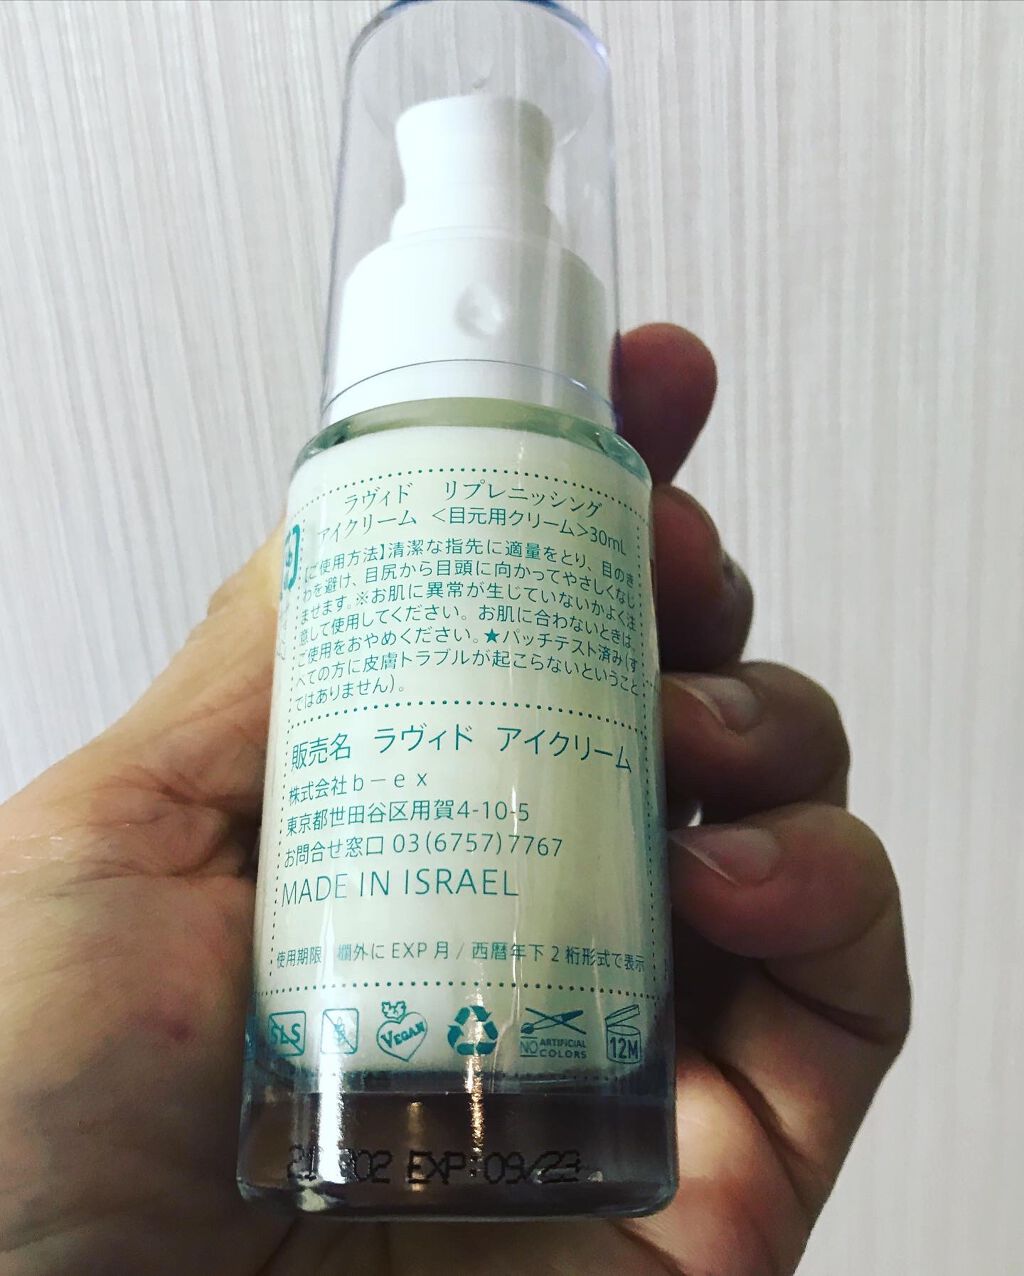 ラヴィド リプレニッシング
アイクリーム <目元用クリーム>30mL
【ご使用方法】清潔な指先に適量をとり、目のき
わを避け、目尻から目頭に向かってやさしくなじ
ませます。※お肌に異常が生じていないかよく注
意して使用してください。お肌に合わないときは、
ご使用をおやめください。★パッチテスト済み(す
べての方に皮膚トラブルが起こらないということ
ではありません)。
販売名 ラヴィド アイクリーム
株式会社b-ex
東京都世田谷区用賀4-10-5
お問合せ窓口 03(6757)7767
MADE IN ISRAEL
使用期限 欄外にEXP 月 / 西暦年下2桁形式で表示
SLS
VEGAN
NO ARTIFICIAL
COLORS
12M
EXP:09/23